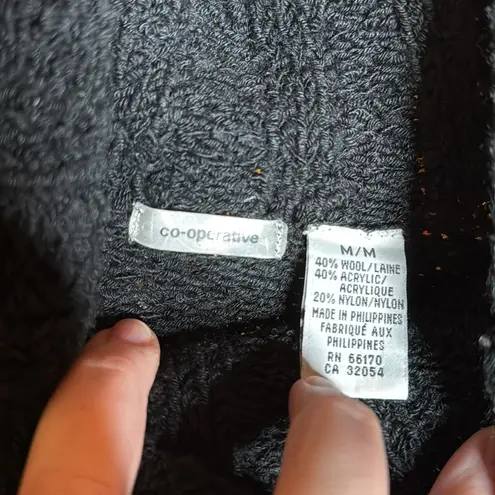 co-operative
M/M
40% WOOL/LAINE
40% ACRYLIC/
ACRYLIQUE
20% NYLON/NYLON
MADE IN PHILIPPINES
FABRIQUÉ AUX
PHILIPPINES
RN 66170
CA 32054